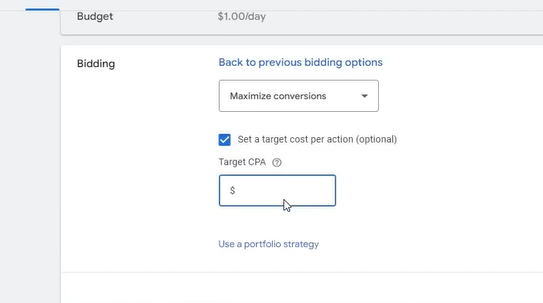 Budget $1.00/day
Bidding
Back to previous bidding options
Maximize conversions
Set a target cost per action (optional)
Target CPA ?
$
Use a portfolio strategy